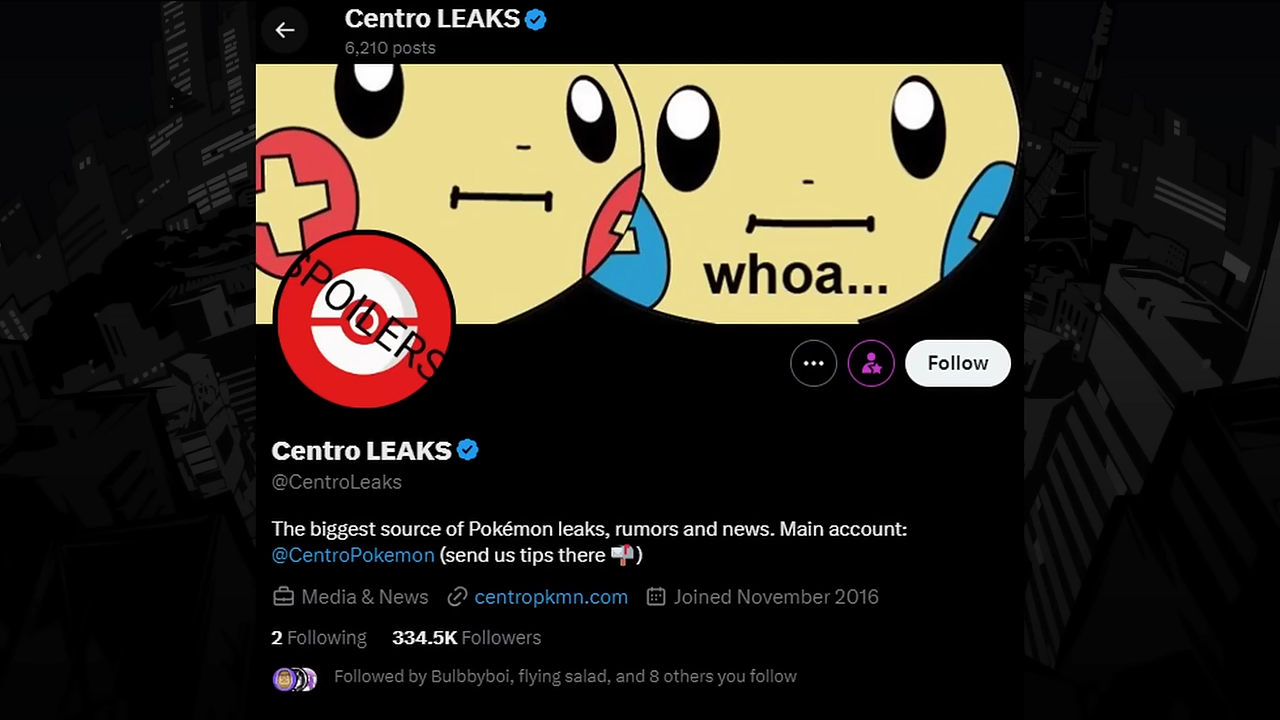 Centro LEAKS
6,210 posts
whoa...
SPOILERS
Follow
Centro LEAKS
@CentroLeaks
The biggest source of Pokémon leaks, rumors and news. Main account:
@CentroPokemon (send us tips there 📬)
Media & News centropkmn.com Joined November 2016
2 Following 334.5K Followers
Followed by Bulbbyboi, flying salad, and 8 others you follow